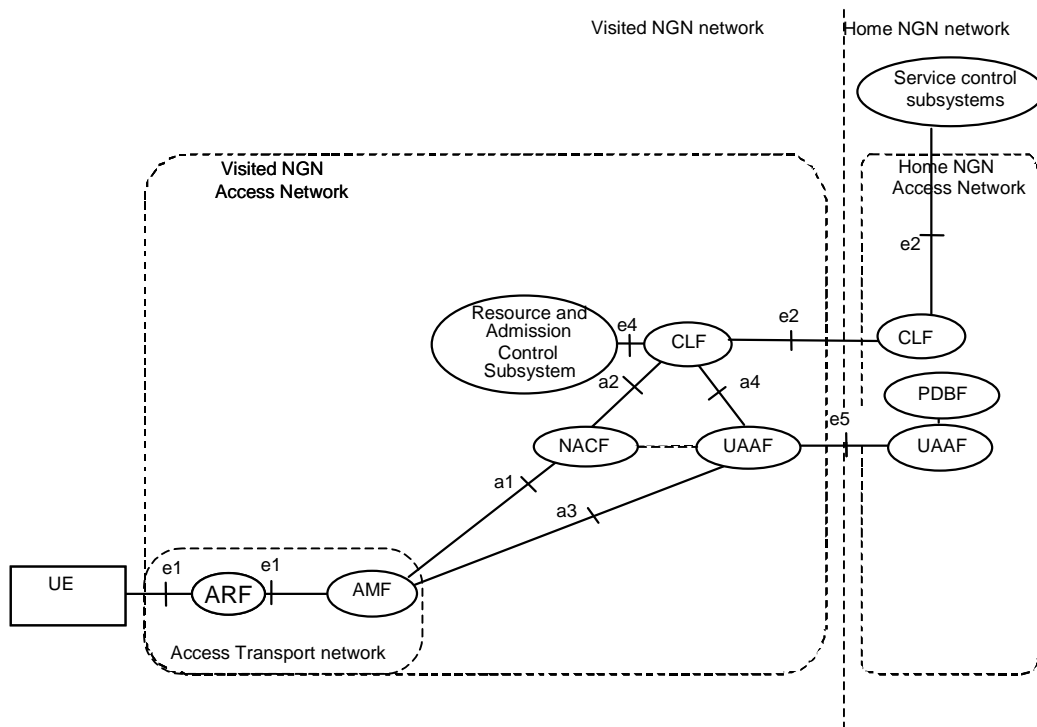 Visited NGN network
Home NGN network
Service control
subsystems
Visited NGN
Access Network
Home NGN
Access Network
e2
Resource and
Admission
Control
Subsystem
e4
CLF
e2
CLF
a2
a4
PDBF
NACF
UAAF
e5
UAAF
a1
a3
UE
e1
ARF
e1
AMF
Access Transport network